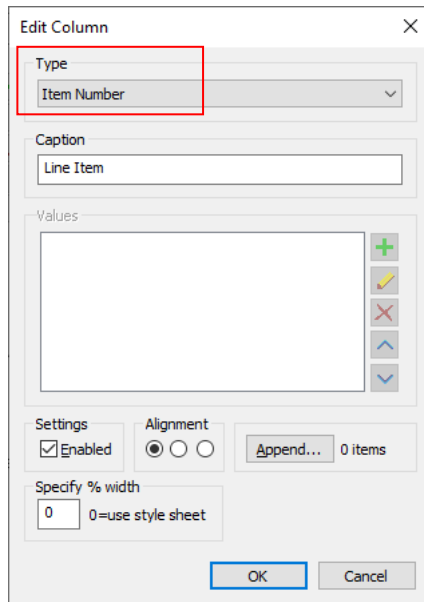 Edit Column
Type
Item Number
Caption
Line Item
Values
Settings
Enabled
Alignment
Append... 0 items
Specify % width
0 0=use style sheet
OK Cancel